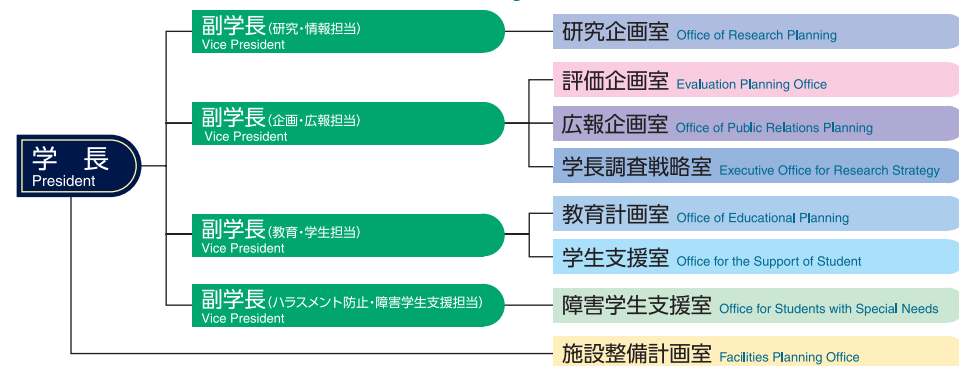 副学長(研究・情報担当)
Vice President
研究企画室 Office of Research Planning
評価企画室 Evaluation Planning Office
副学長(企画・広報担当)
Vice President
広報企画室 Office of Public Relations Planning
学長調査戦略室 Executive Office for Research Strategy
学　長
President
副学長(教育・学生担当)
Vice President
教育計画室 Office of Educational Planning
学生支援室 Office for the Support of Student
副学長(ハラスメント防止・障害学生支援担当)
Vice President
障害学生支援室 Office for Students with Special Needs
施設整備計画室 Facilities Planning Office